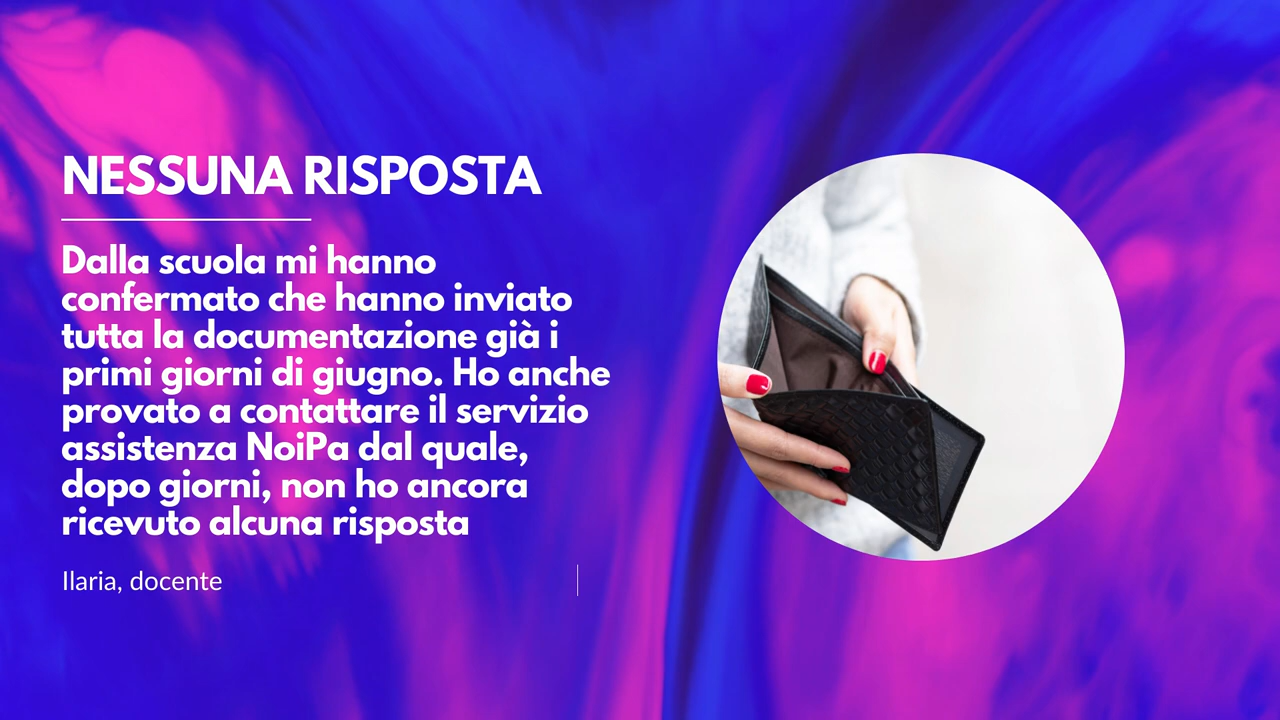 NESSUNA RISPOSTA
Dalla scuola mi hanno
confermato che hanno inviato
tutta la documentazione già i
primi giorni di giugno. Ho anche
provato a contattare il servizio
assistenza NoiPa dal quale,
dopo giorni, non ho ancora
ricevuto alcuna risposta
Ilaria, docente